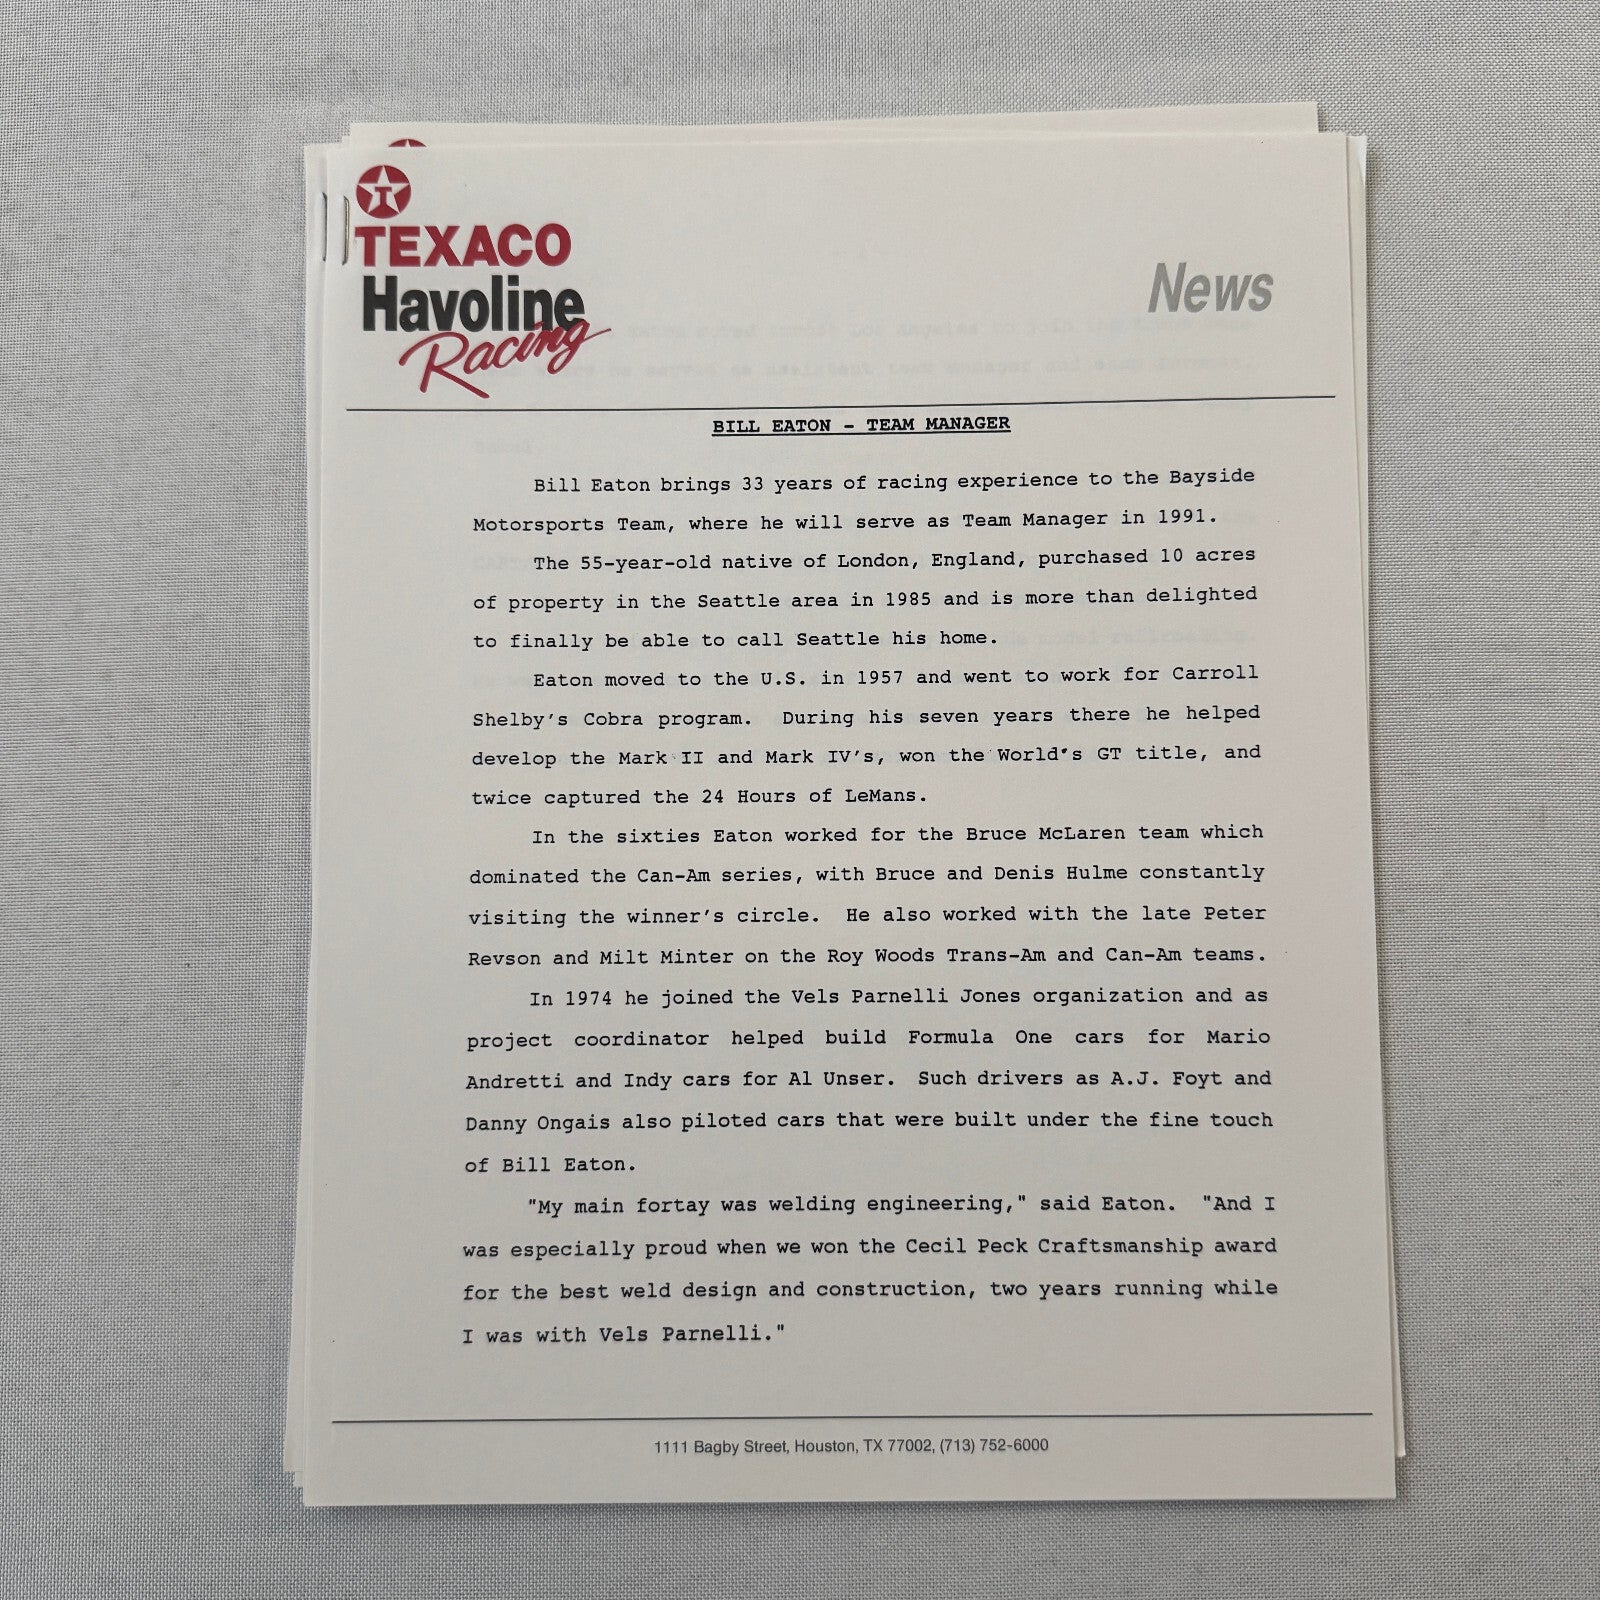 T
TEXACO
Havoline
Racing
News
BILL EATON - TEAM MANAGER
Bill Eaton brings 33 years of racing experience to the Bayside
Motorsports Team, where he will serve as Team Manager in 1991.
The 55-year-old native of London, England, purchased 10 acres
of property in the Seattle area in 1985 and is more than delighted
to finally be able to call Seattle his home.
Eaton moved to the U.S. in 1957 and went to work for Carroll
Shelby's Cobra program. During his seven years there he helped
develop the Mark II and Mark IV's, won the World's GT title, and
twice captured the 24 Hours of LeMans.
In the sixties Eaton worked for the Bruce McLaren team which
dominated the Can-Am series, with Bruce and Denis Hulme constantly
visiting the winner's circle. He also worked with the late Peter
Revson and Milt Minter on the Roy Woods Trans-Am and Can-Am teams.
In 1974 he joined the Vels Parnelli Jones organization and as
project coordinator helped build Formula One cars for Mario
Andretti and Indy cars for Al Unser. Such drivers as A.J. Foyt and
Danny Ongais also piloted cars that were built under the fine touch
of Bill Eaton.
"My main fortay was welding engineering," said Eaton. "And I
was especially proud when we won the Cecil Peck Craftsmanship award
for the best weld design and construction, two years running while
I was with Vels Parnelli."
1111 Bagby Street, Houston, TX 77002, (713) 752-6000